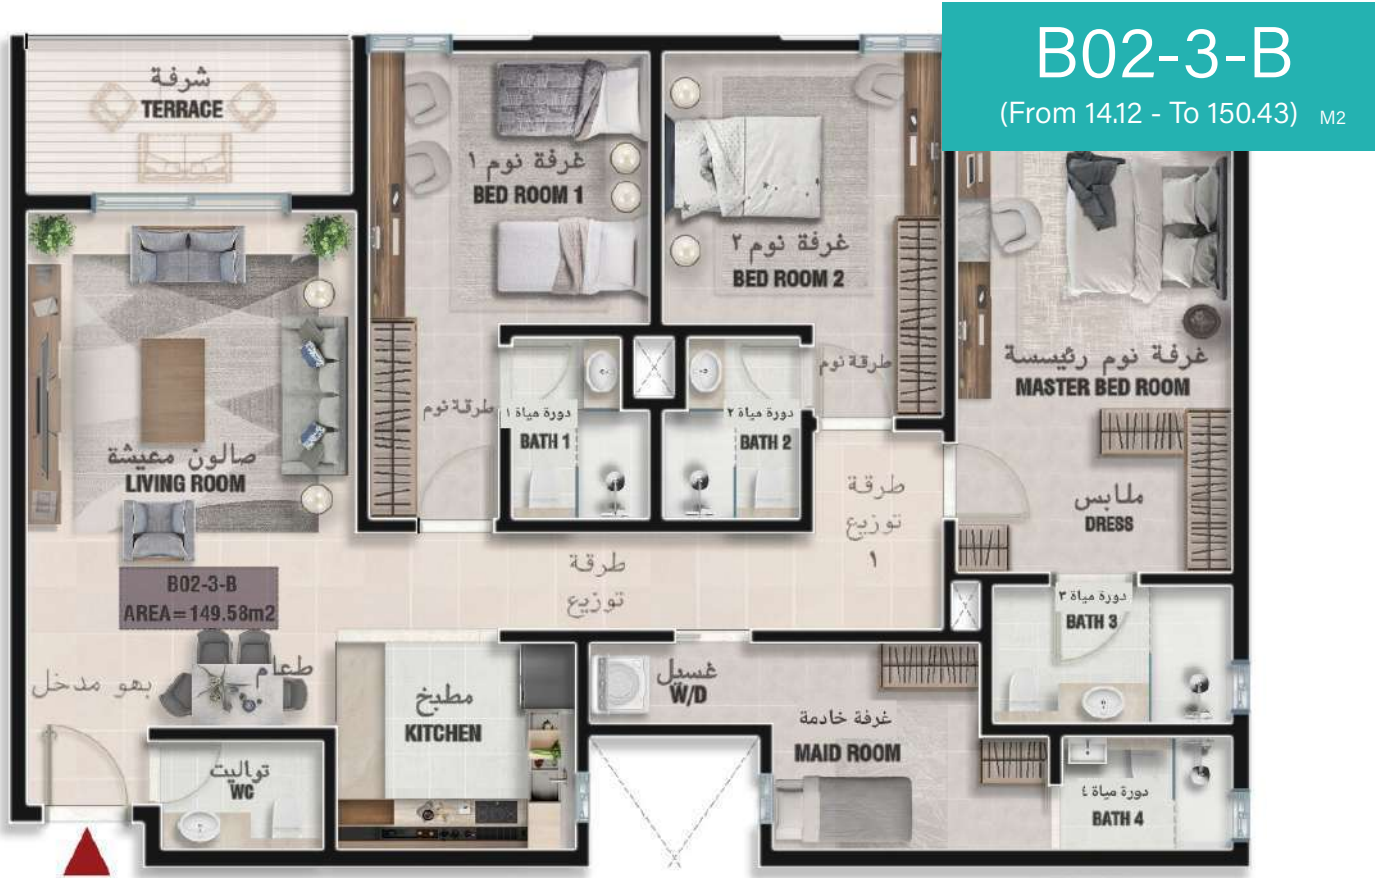 B02-3-B
(From 14.12 - To 150.43) M2
شرفة
TERRACE
غرفة نوم ١
BED ROOM 1
غرفة نوم ٢
BED ROOM 2
غرفة نوم رئيسسة
MASTER BED ROOM
طرقة نوم
طرقة نوم
دورة مياة ١
BATH 1
دورة مياة ٢
BATH 2
صالون معيشة
LIVING ROOM
طرقة
توزيع
١
ملابس
DRESS
طرقة
توزيع
B02-3-B
AREA=149.58m2
دورة مياة ٣
BATH 3
بهو مدخل
طعام
مطبخ
KITCHEN
غسيل
W/D
غرفة خادمة
MAID ROOM
تواليت
WC
دورة مياة ٤
BATH 4